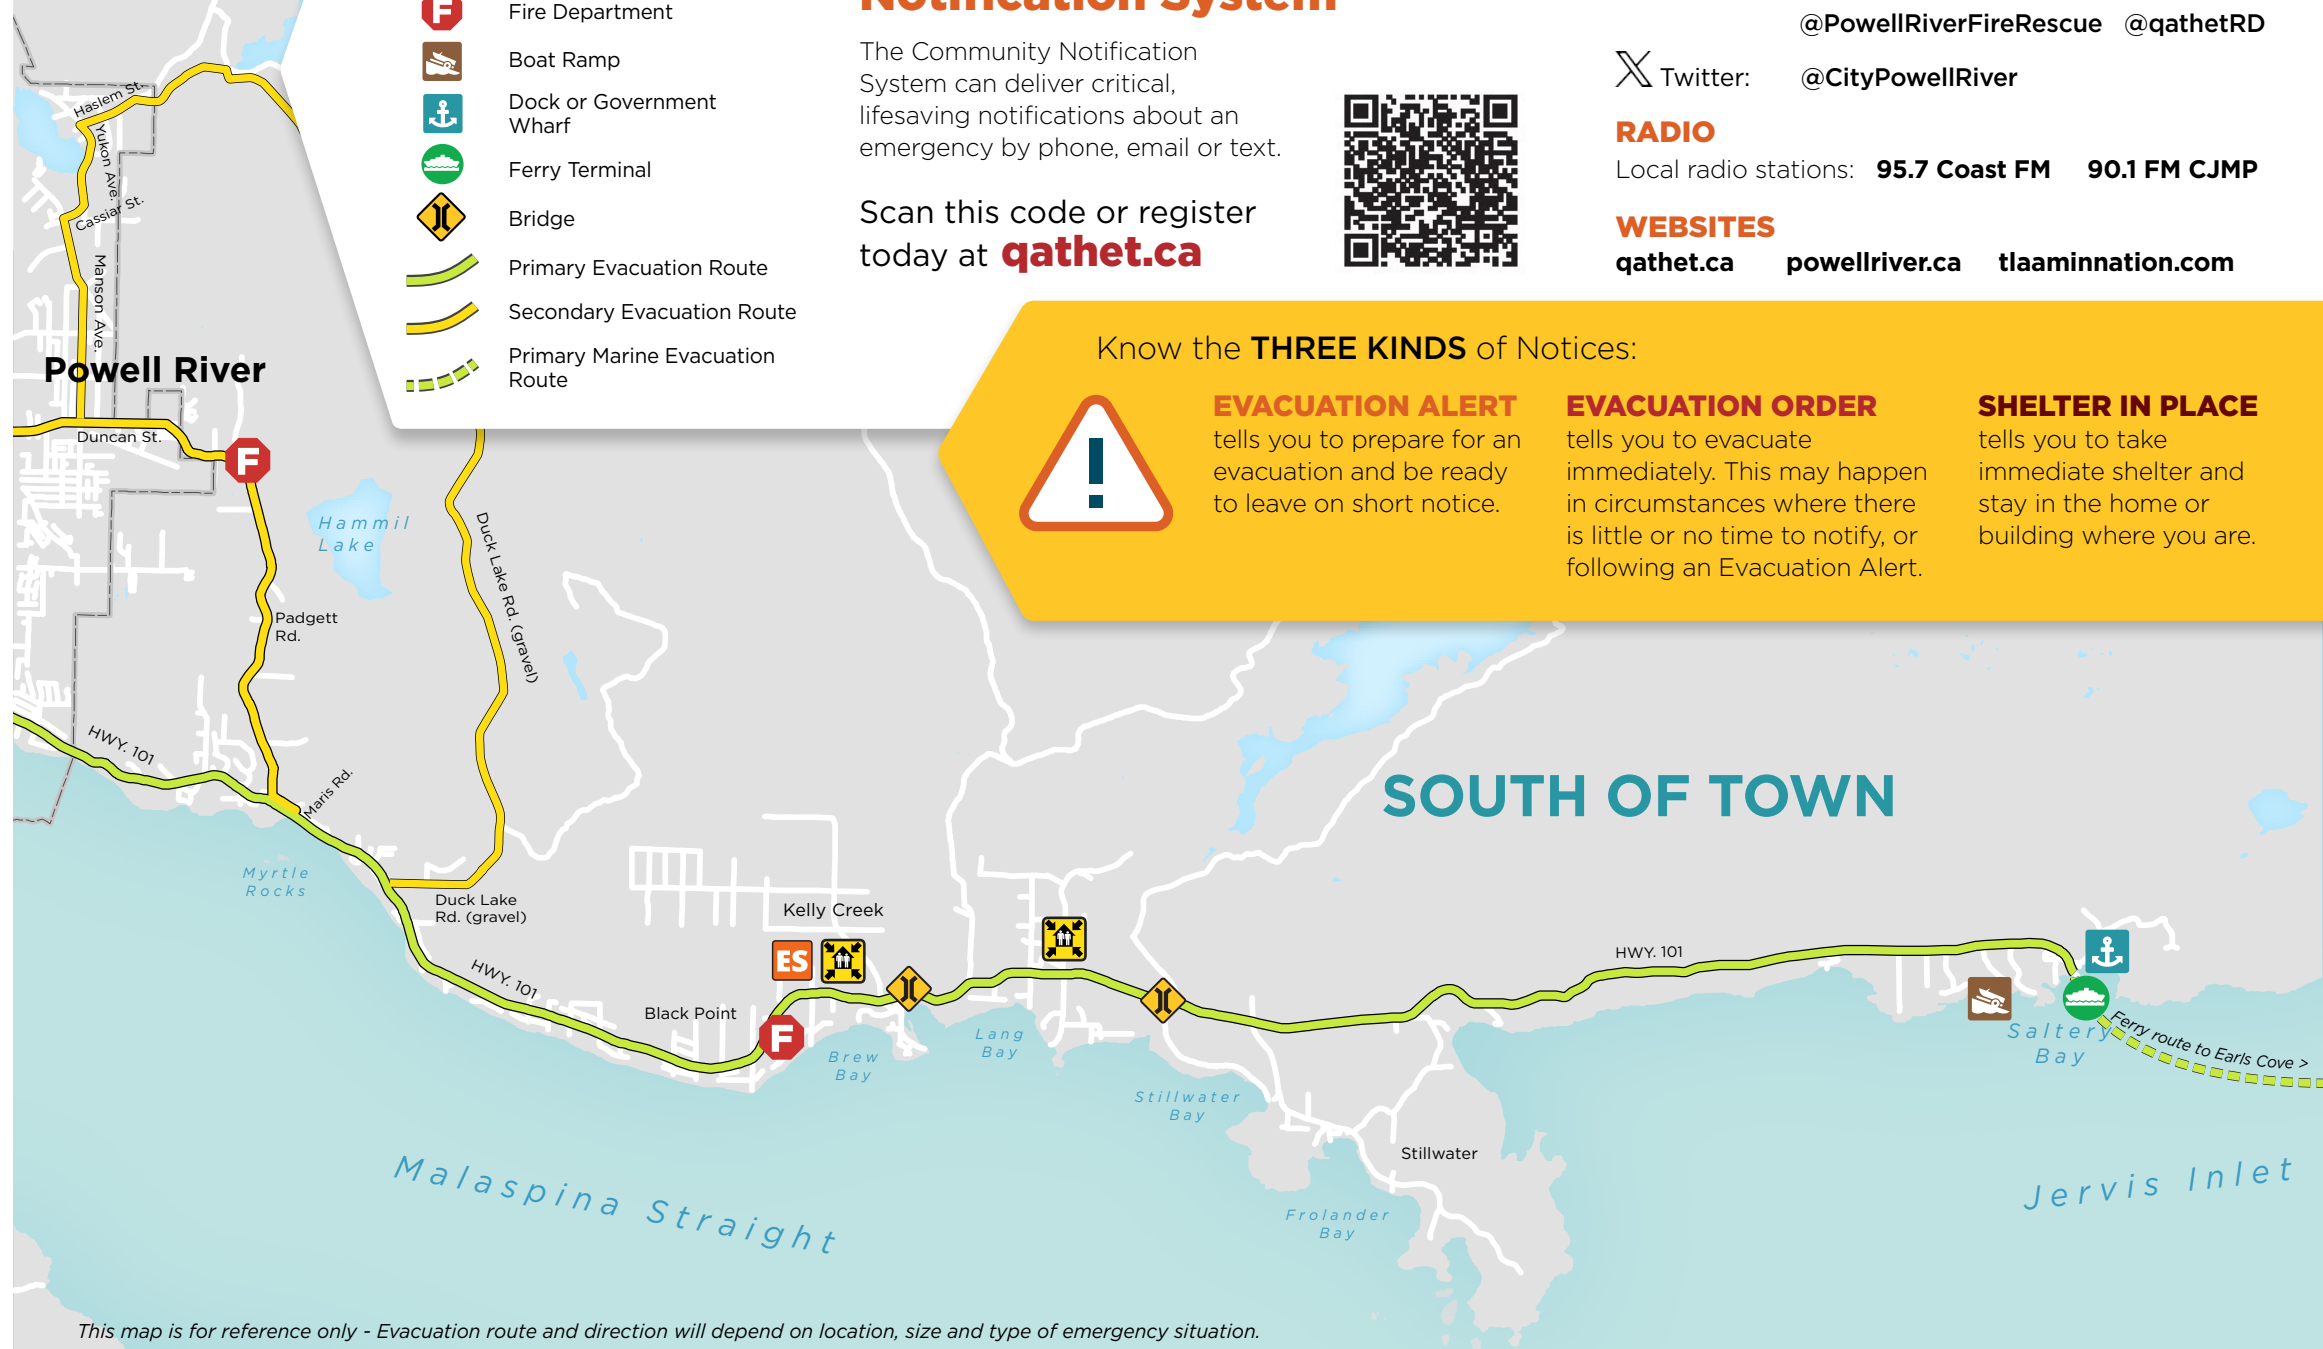 Fire Department
Boat Ramp
Dock or Government
Wharf
Ferry Terminal
Bridge
Primary Evacuation Route
Secondary Evacuation Route
Primary Marine Evacuation
Route
Notification System
The Community Notification
System can deliver critical,
lifesaving notifications about an
emergency by phone, email or text.
Scan this code or register
today at qathet.ca
@PowellRiverFireRescue @qathetRD
X Twitter: @CityPowellRiver
RADIO
Local radio stations: 95.7 Coast FM 90.1 FM CJMP
WEBSITES
qathet.ca powellriver.ca tlaaminnation.com
Know the THREE KINDS of Notices:
EVACUATION ALERT
tells you to prepare for an
evacuation and be ready
to leave on short notice.
EVACUATION ORDER
tells you to evacuate
immediately. This may happen
in circumstances where there
is little or no time to notify, or
following an Evacuation Alert.
SHELTER IN PLACE
tells you to take
immediate shelter and
stay in the home or
building where you are.
Haslem St.
Yukon Ave.
Cassiar St.
Manson Ave.
Powell River
Duncan St.
F
F
Hammil
Lake
Duck Lake Rd. (gravel)
Padgett
Rd.
HWY. 101
Maris Rd.
SOUTH OF TOWN
Myrtle
Rocks
Duck Lake
Rd. (gravel)
Kelly Creek
ES
HWY. 101
HWY. 101
Black Point
F
Brew
Bay
Lang
Bay
Saltery
Bay
Ferry route to Earls Cove >
Stillwater
Bay
Stillwater
Malaspina Straight
Jervis Inlet
Frolander
Bay
This map is for reference only - Evacuation route and direction will depend on location, size and type of emergency situation.